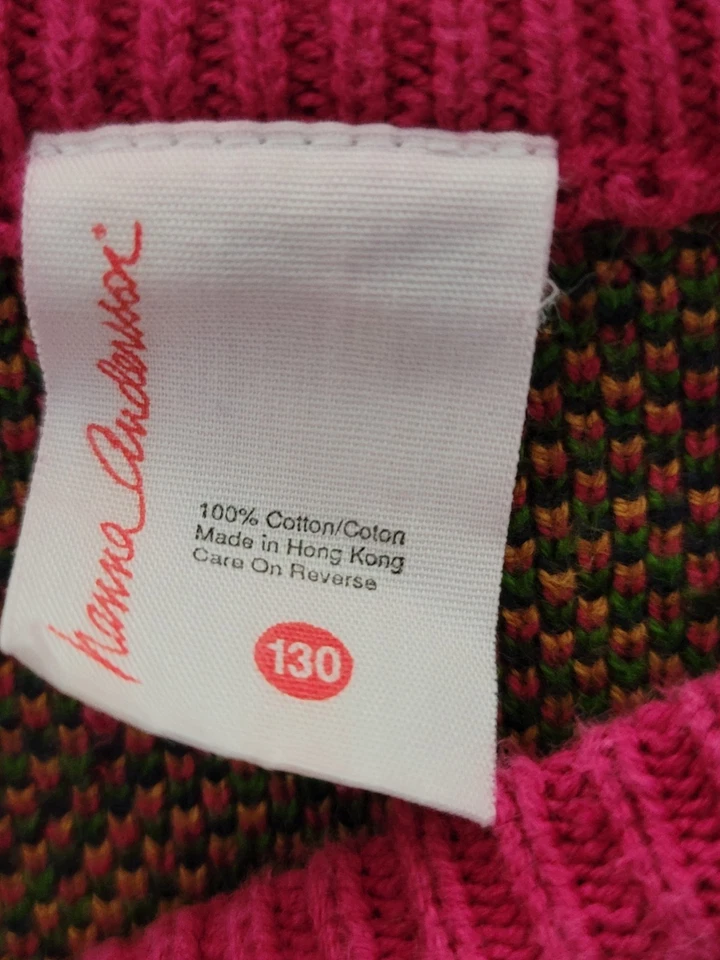 hanna Andersson®
100% Cotton/Coton
Made in Hong Kong
Care On Reverse
130